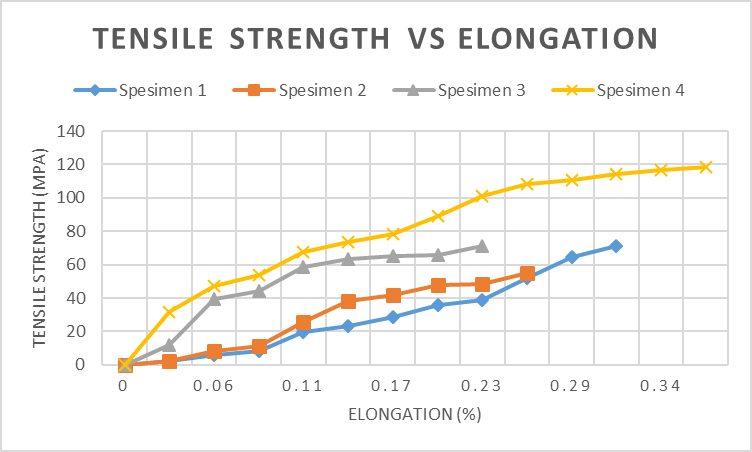 TENSILE STRENGTH VS ELONGATION
Spesimen 1 Spesimen 2 Spesimen 3 Spesimen 4
140
120
100
80
60
40
20
0
TENSILE STRENGTH (MPA)
0 0.06 0.11 0.17 0.23 0.29 0.34
ELONGATION (%)